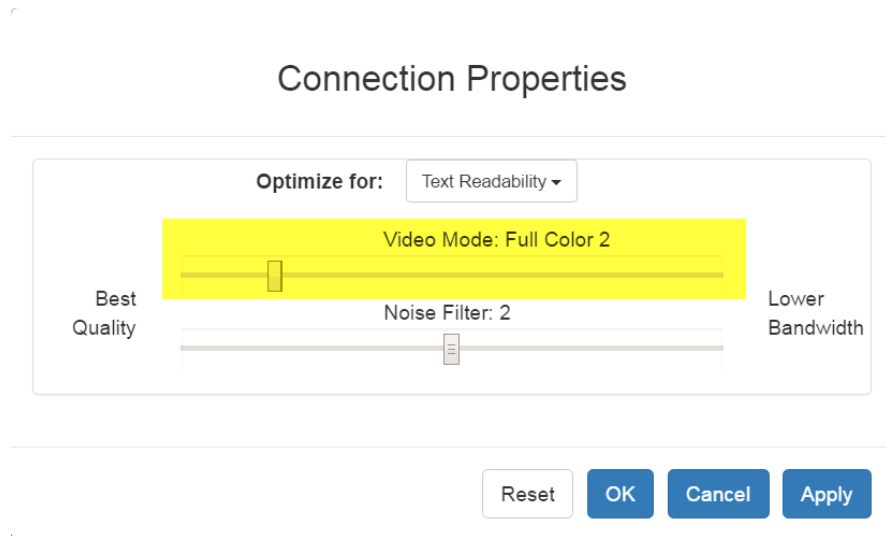 Connection Properties
Optimize for: Text Readability
Video Mode: Full Color 2
Best
Quality
Noise Filter: 2
Lower
Bandwidth
Reset OK Cancel Apply